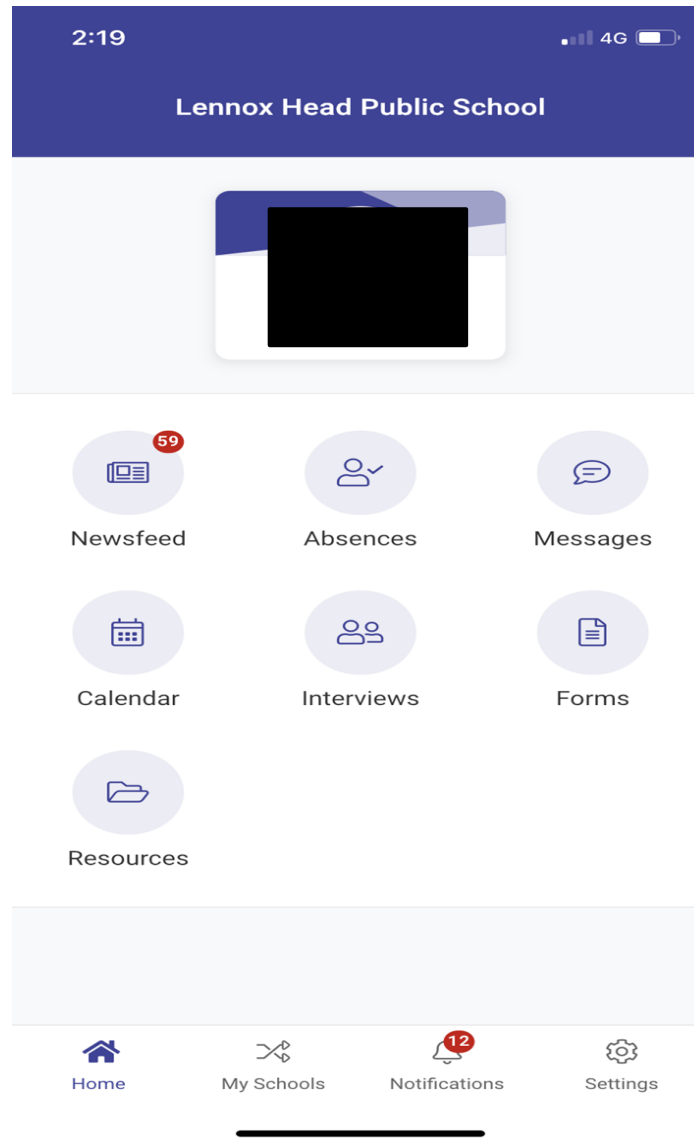 2:19 4G
Lennox Head Public School
59
Newsfeed Absences Messages
Calendar Interviews Forms
Resources
12
Home My Schools Notifications Settings